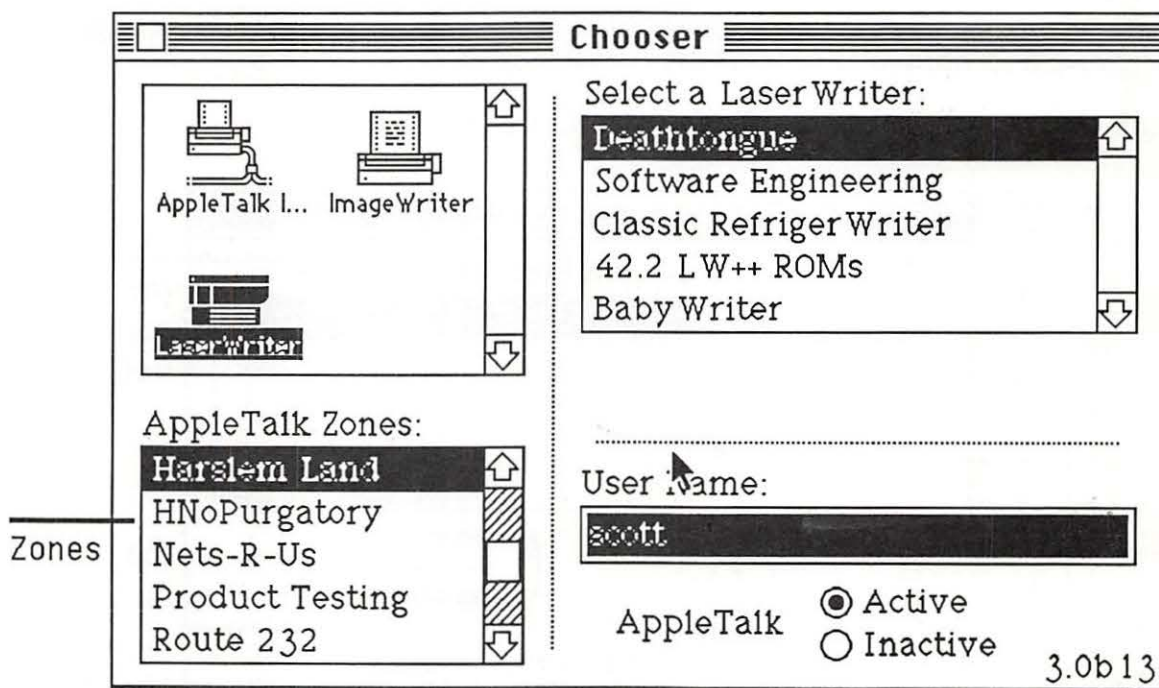 Chooser
AppleTalk I...
ImageWriter
LaserWriter
Select a LaserWriter:
Deathtongue
Software Engineering
Classic RefrigerWriter
42.2 LW++ ROMs
BabyWriter
AppleTalk Zones:
Harslem Land
HNoPurgatory
Nets-R-Us
Product Testing
Route 232
Zones
User Name:
scott
AppleTalk
Active
Inactive
3.0b13